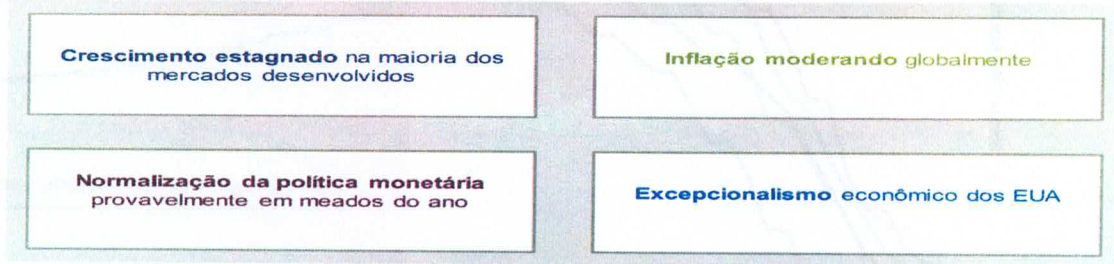 Crescimento estagnado na maioria dos
mercados desenvolvidos
Inflação moderando globalmente
Normalização da política monetária
provavelmente em meados do ano
Excepcionalismo econômico dos EUA